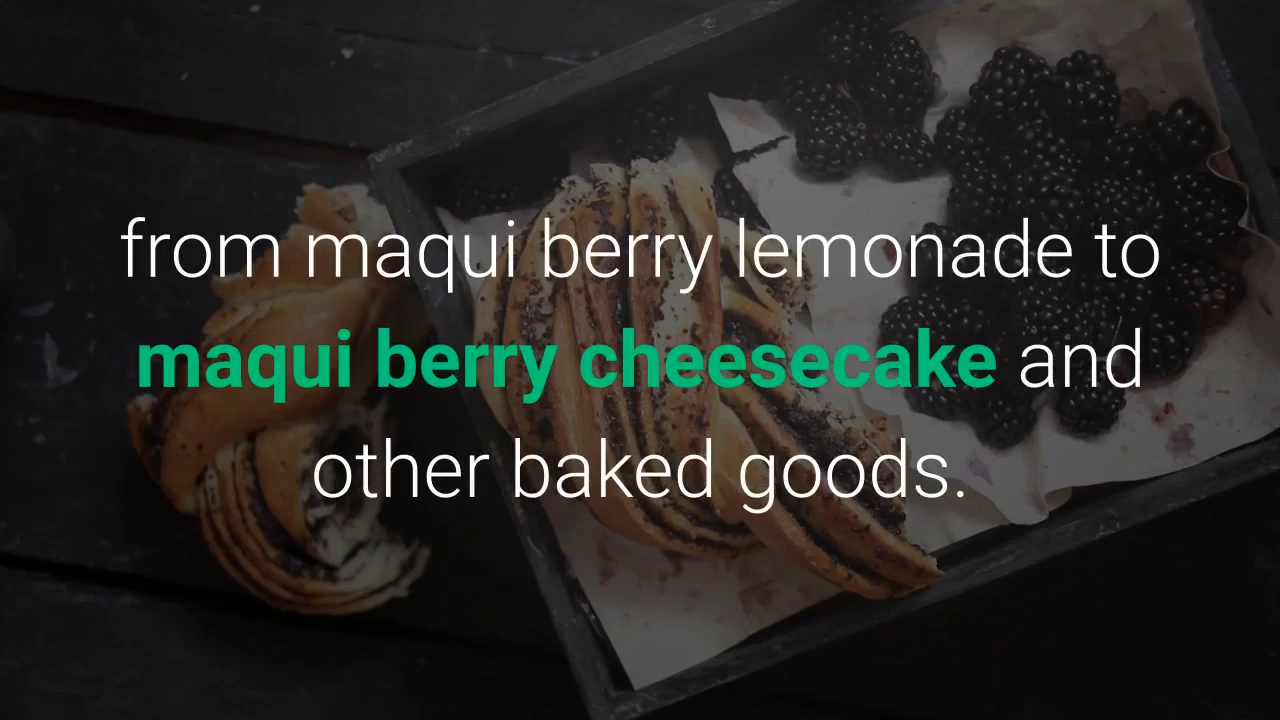 from maqui berry lemonade to
maqui berry cheesecake and
other baked goods.